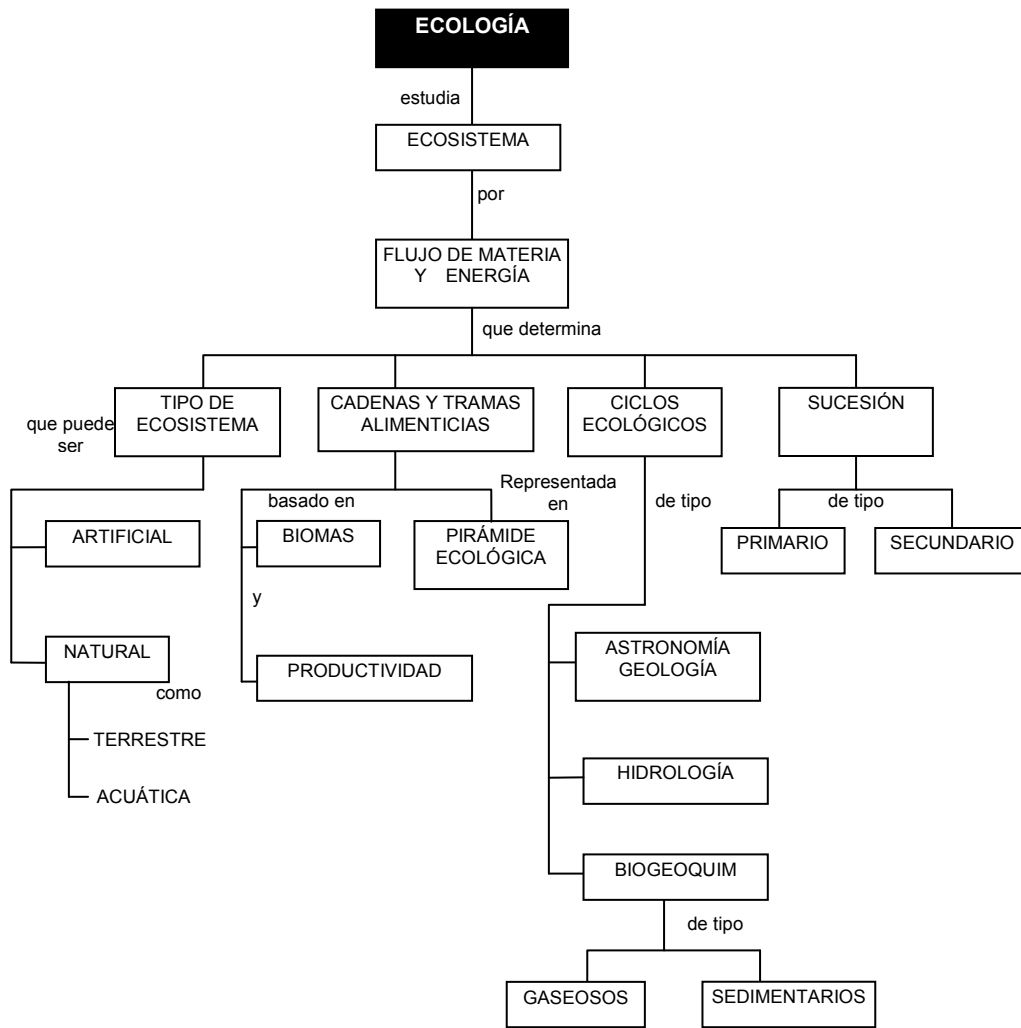 ECOLOGÍA
estudia
ECOSISTEMA
por
FLUJO DE MATERIA
Y ENERGÍA
que determina
TIPO DE
ECOSISTEMA
CADENAS Y TRAMAS
ALIMENTICIAS
CICLOS
ECOLÓGICOS
SUCESIÓN
que puede
ser
basado en
Representada
en
de tipo
de tipo
ARTIFICIAL
BIOMAS
PIRÁMIDE
ECOLÓGICA
PRIMARIO
SECUNDARIO
y
NATURAL
como
PRODUCTIVIDAD
ASTRONOMÍA
GEOLOGÍA
TERRESTRE
ACUÁTICA
HIDROLOGÍA
BIOGEOQUIM
de tipo
GASEOSOS
SEDIMENTARIOS